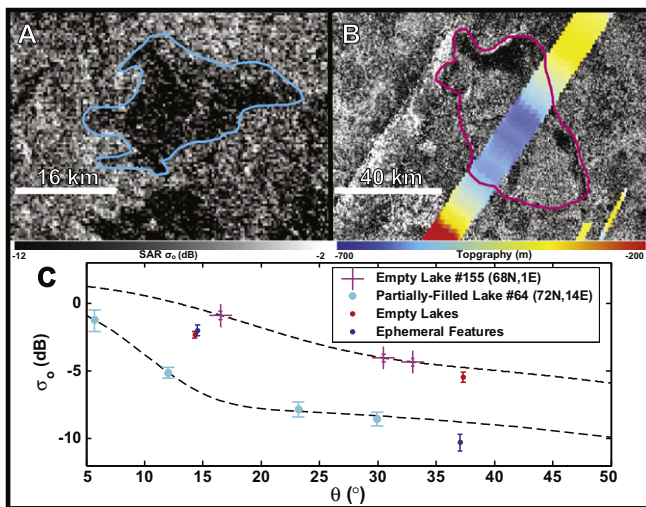 A
B
16 km
40 km
-12 SAR σₒ (dB) -2 -700 Topography (m) -200
C
Empty Lake #155 (68N,1E)
Partially-Filled Lake #64 (72N,14E)
Empty Lakes
Ephemeral Features
0
-5
-10
σₒ (dB)
5 10 15 20 25 30 35 40 45 50
θ (°)